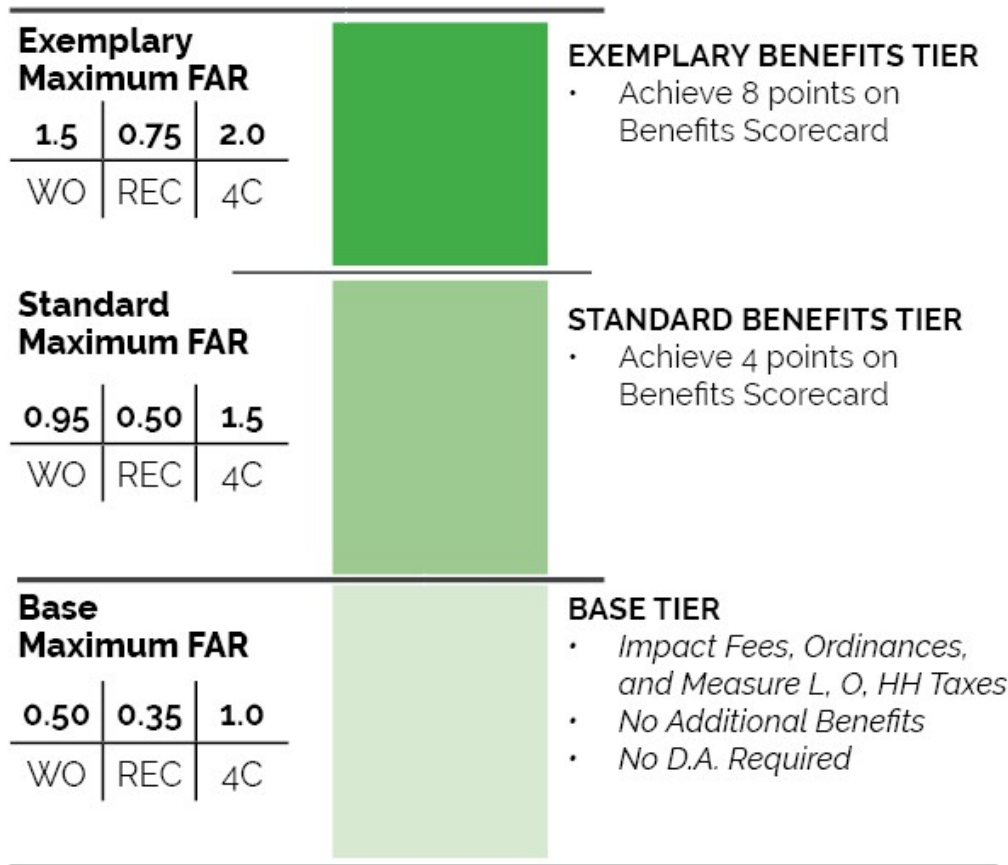 Exemplary
Maximum FAR
1.5 0.75 2.0
WO REC 4C
EXEMPLARY BENEFITS TIER
• Achieve 8 points on
Benefits Scorecard
Standard
Maximum FAR
0.95 0.50 1.5
WO REC 4C
STANDARD BENEFITS TIER
• Achieve 4 points on
Benefits Scorecard
Base
Maximum FAR
0.50 0.35 1.0
WO REC 4C
BASE TIER
• Impact Fees, Ordinances,
and Measure L, O, HH Taxes
• No Additional Benefits
• No D.A. Required